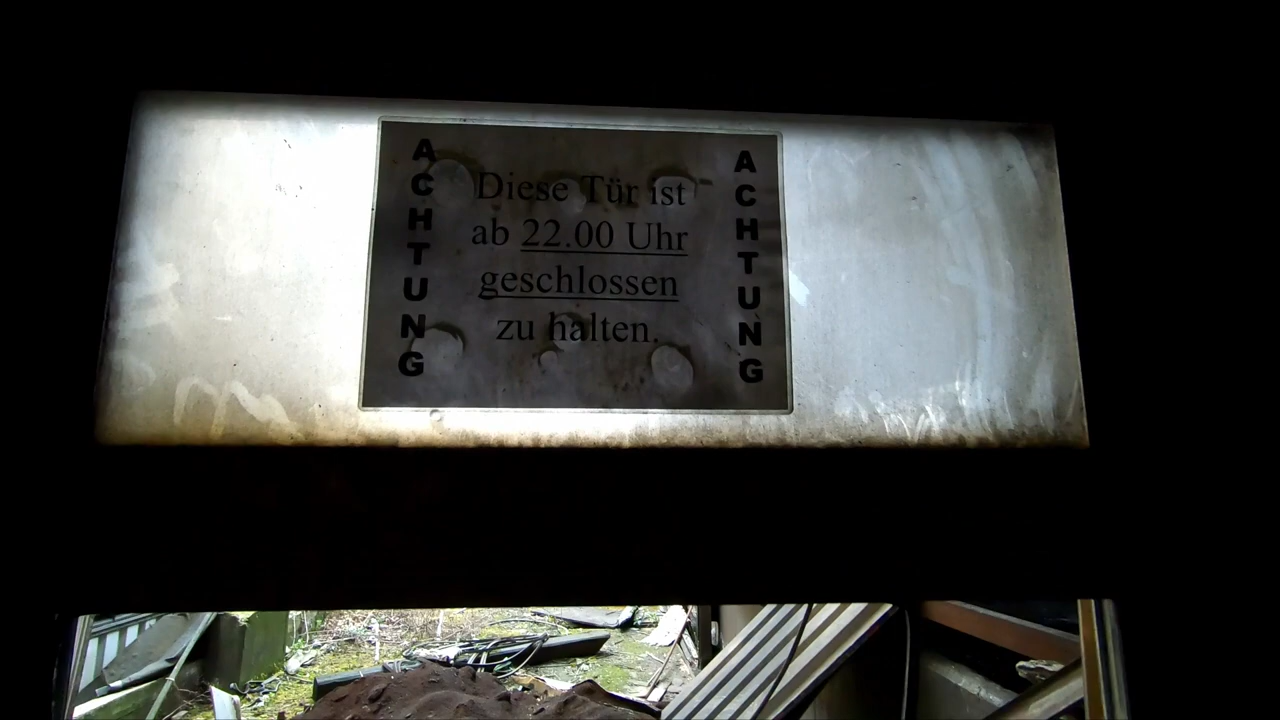 ACHTUNG
Diese Tür ist
ab 22.00 Uhr
geschlossen
zu halten.
ACHTUNG